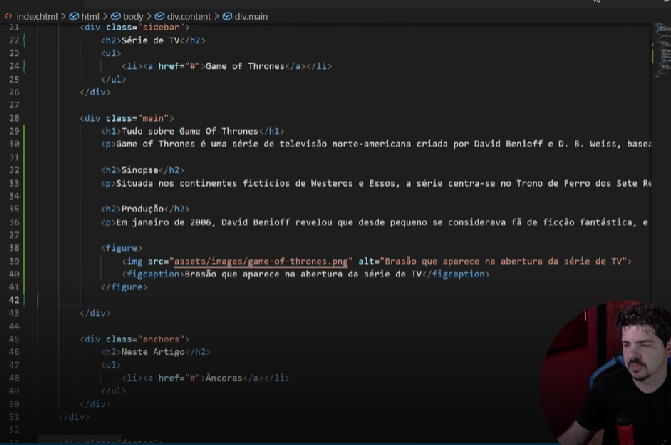 index.html > html > body > div.content > div.main
21 <div class="sidebar">
22 <h2>Série de TV</h2>
23 <ul>
24 <li><a href="#">Game of Thrones</a></li>
25 </ul>
26 </div>
27
28 <div class="main">
29 <h1>Tudo sobre Game Of Thrones</h1>
30 <p>Game of Thrones é uma série de televisão norte-americana criada por David Benioff e D. B. Weiss, basea
31
32 <h2>Sinopse</h2>
33 <p>Situada nos continentes fictícios de Westeros e Essos, a série centra-se no Trono de Ferro dos Sete Re
34
35 <h2>Produção</h2>
36 <p>Em janeiro de 2006, David Benioff revelou que desde pequeno se considerava fã de ficção fantástica, e
37
38 <figure>
39 <img src="assets/images/game-of-thrones.png" alt="Brasão que aparece na abertura da série de TV">
40 <figcaption>Brasão que aparece na abertura da série de TV</figcaption>
41 </figure>
42
43 </div>
44
45 <div class="anchors">
46 <h2>Neste Artigo</h2>
47 <ul>
48 <li><a href="#">Âncoras</a></li>
49 </ul>
50 </div>
51 </div>